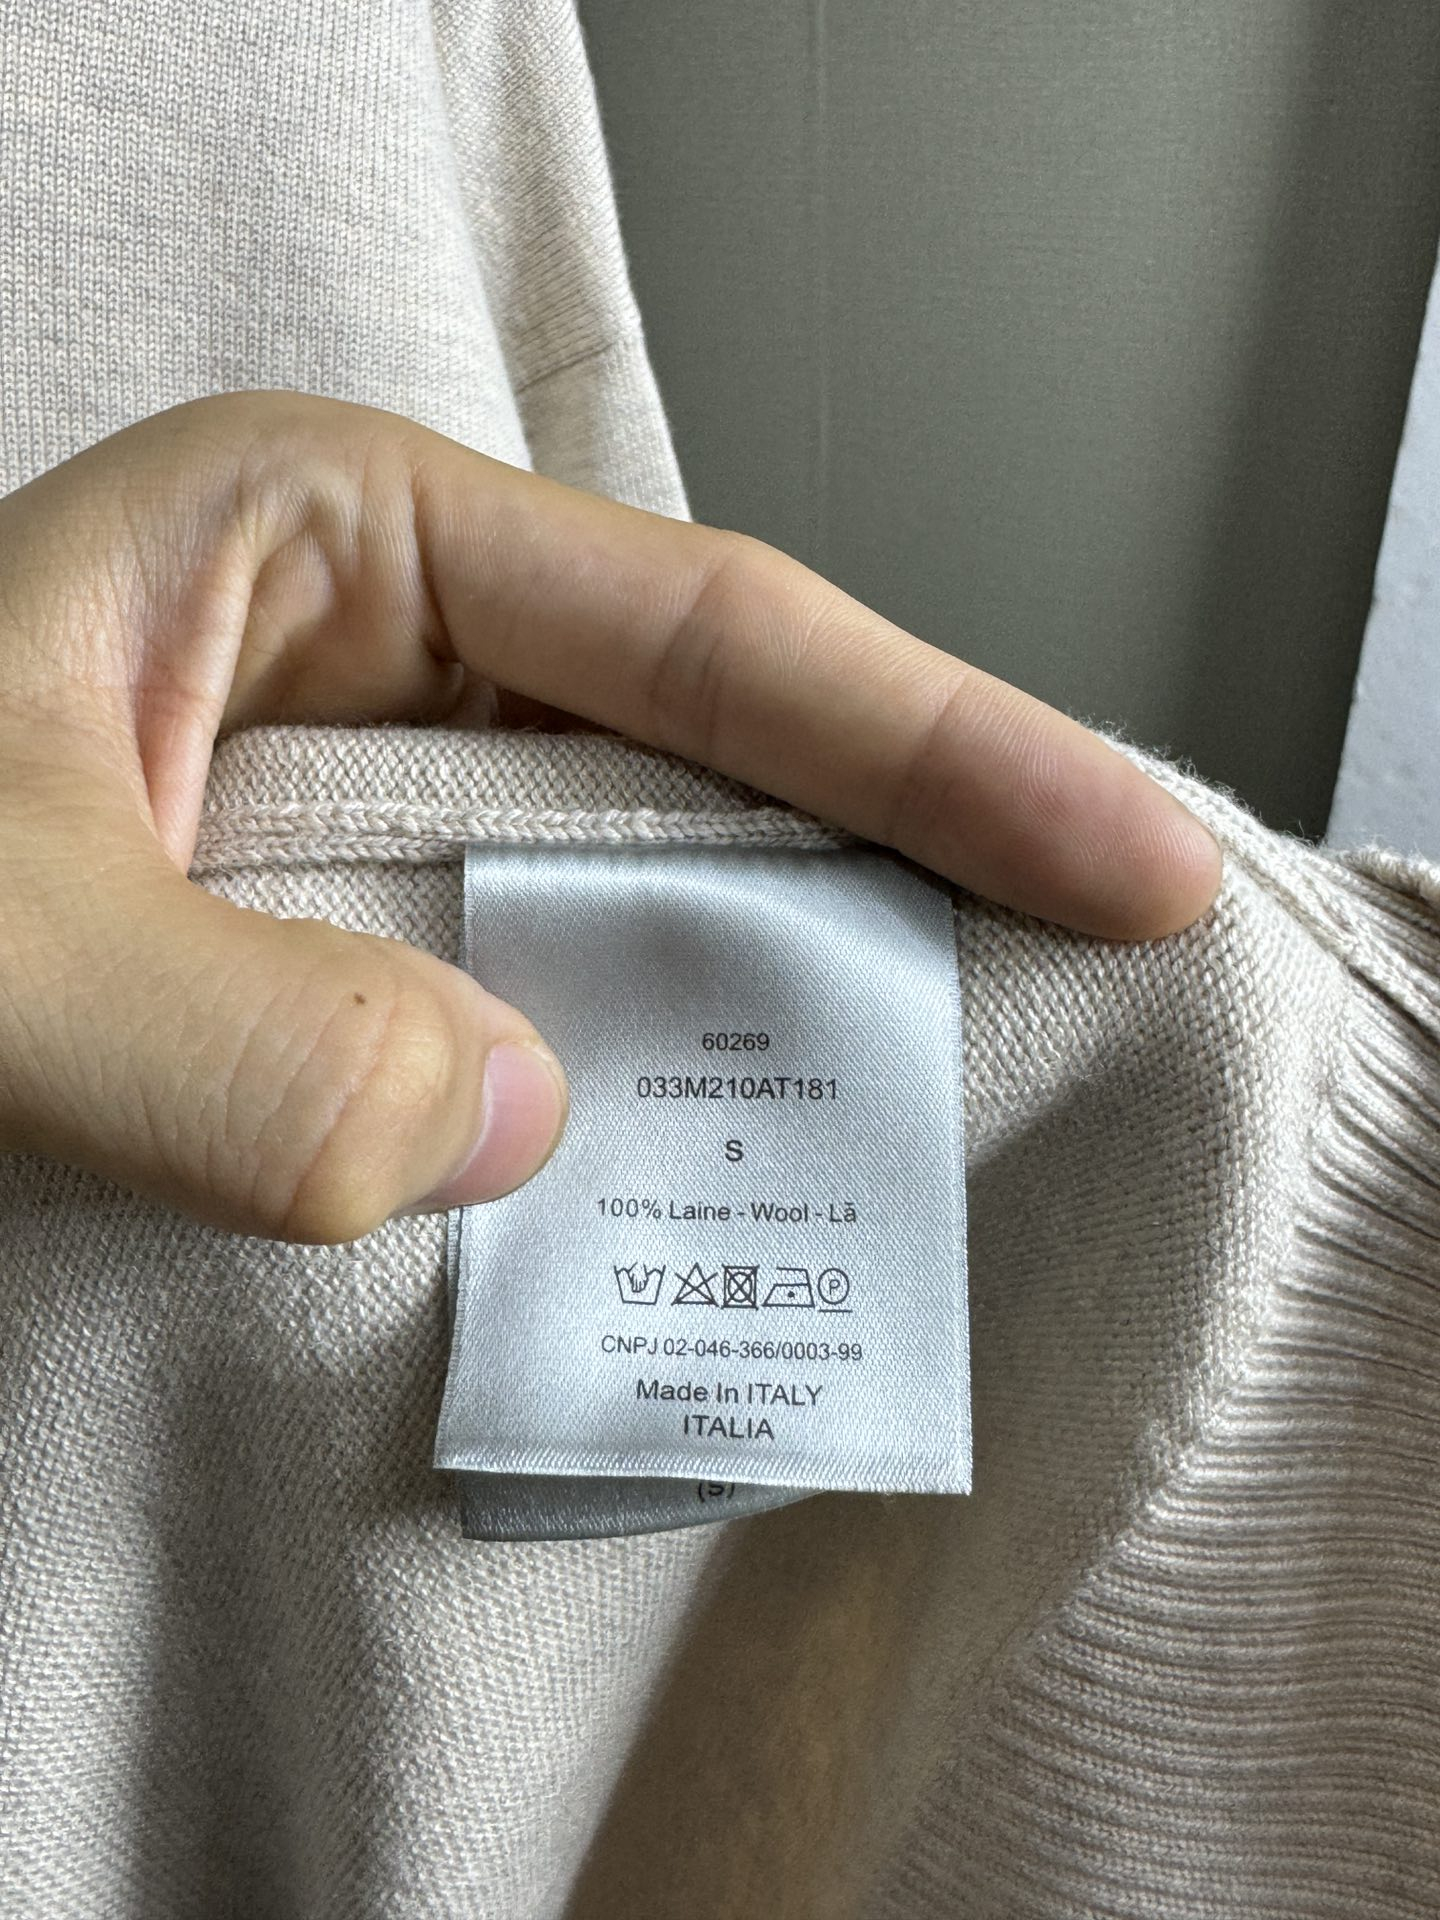 60269
033M210AT181
S
100% Laine - Wool - Lã
P
CNPJ 02-046-366/0003-99
Made In ITALY
ITALIA
(S)